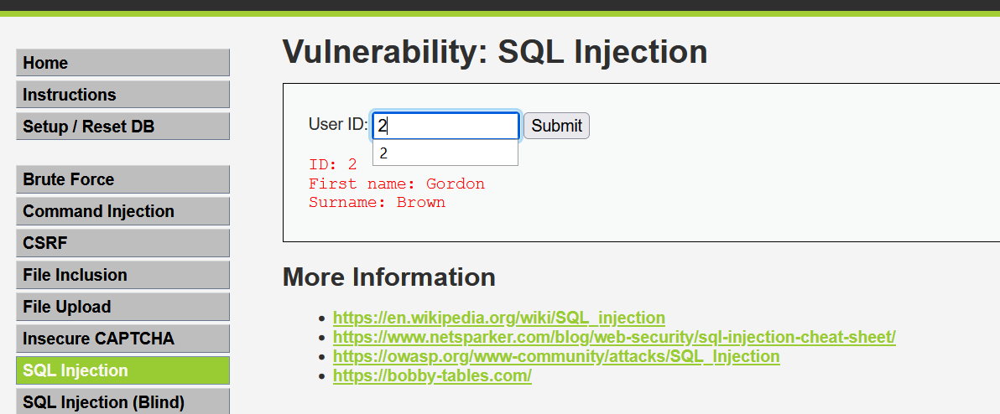 Home
Instructions
Setup / Reset DB
Brute Force
Command Injection
CSRF
File Inclusion
File Upload
Insecure CAPTCHA
SQL Injection
SQL Injection (Blind)
Vulnerability: SQL Injection
User ID: 2 Submit
2
ID: 2
First name: Gordon
Surname: Brown
More Information
https://en.wikipedia.org/wiki/SQL_injection
https://www.netsparker.com/blog/web-security/sql-injection-cheat-sheet/
https://owasp.org/www-community/attacks/SQL_Injection
https://bobby-tables.com/